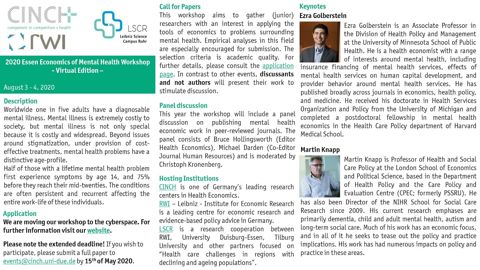 CINCH
competence in competition + health
RWI
LSCR
Leibniz Science
Campus Ruhr
2020 Essen Economics of Mental Health Workshop
- Virtual Edition –
August 3 - 4, 2020
Description
Worldwide one in five adults have a diagnosable
mental illness. Mental illness is extremely costly to
society, but mental illness is not only special
because it is costly and widespread. Beyond issues
around stigmatization, under provision of cost-
effective treatments, mental health problems have a
distinctive age-profile.
Half of those with a lifetime mental health problem
first experience symptoms by age 14, and 75%
before they reach their mid-twenties. The conditions
are often persistent and recurrent affecting the
entire work-life of these individuals.
Application
We are moving our workshop to the cyberspace. For
further information visit our website.
Please note the extended deadline! If you wish to
participate, please submit a full paper to
events@cinch.uni-due.de by 15th of May 2020.
Call for Papers
This workshop aims to gather (junior)
researchers with an interest in applying the
tools of economics to problems surrounding
mental health. Empirical analyses in this field
are especially encouraged for submission. The
selection criteria is academic quality. For
further details, please consult the application
page. In contrast to other events, discussants
and not authors will present their work to
stimulate discussion.
Panel discussion
This year the workshop will include a panel
discussion on publishing mental health
economic work in peer-reviewed journals. The
panel consists of Bruce Hollingsworth (Editor
Health Economics), Michael Darden (Co-Editor
Journal Human Resources) and is moderated by
Christoph Kronenberg.
Hosting Institutions
CINCH is one of Germany's leading research
centers in Health Economics.
RWI – Leibniz - Institute for Economic Research
is a leading centre for economic research and
evidence-based policy advice in Germany.
LSCR is a research cooperation between
RWI, University Duisburg-Essen, Tilburg
University and other partners focused on
"Health care challenges in regions with
declining and ageing populations".
Keynotes
Ezra Golberstein
Ezra Golberstein is an Associate Professor in
the Division of Health Policy and Management
at the University of Minnesota School of Public
Health. He is a health economist with a range
of interests around mental health, including
insurance financing of mental health services, effects of
mental health services on human capital development, and
provider behavior around mental health services. He has
published broadly across journals in economics, health policy,
and medicine. He received his doctorate in Health Services
Organization and Policy from the University of Michigan and
completed a postdoctoral fellowship in mental health
economics in the Health Care Policy department of Harvard
Medical School.
Martin Knapp
Martin Knapp is Professor of Health and Social
Care Policy at the London School of Economics
and Political Science, based in the Department
of Health Policy and the Care Policy and
Evaluation Centre (CPEC; formerly PSSRU). He
has also been Director of the NIHR School for Social Care
Research since 2009. His current research emphases are
primarily dementia, child and adult mental health, autism and
long-term social care. Much of his work has an economic focus,
and in all of it he seeks to tease out the policy and practice
implications. His work has had numerous impacts on policy and
practice in these areas.